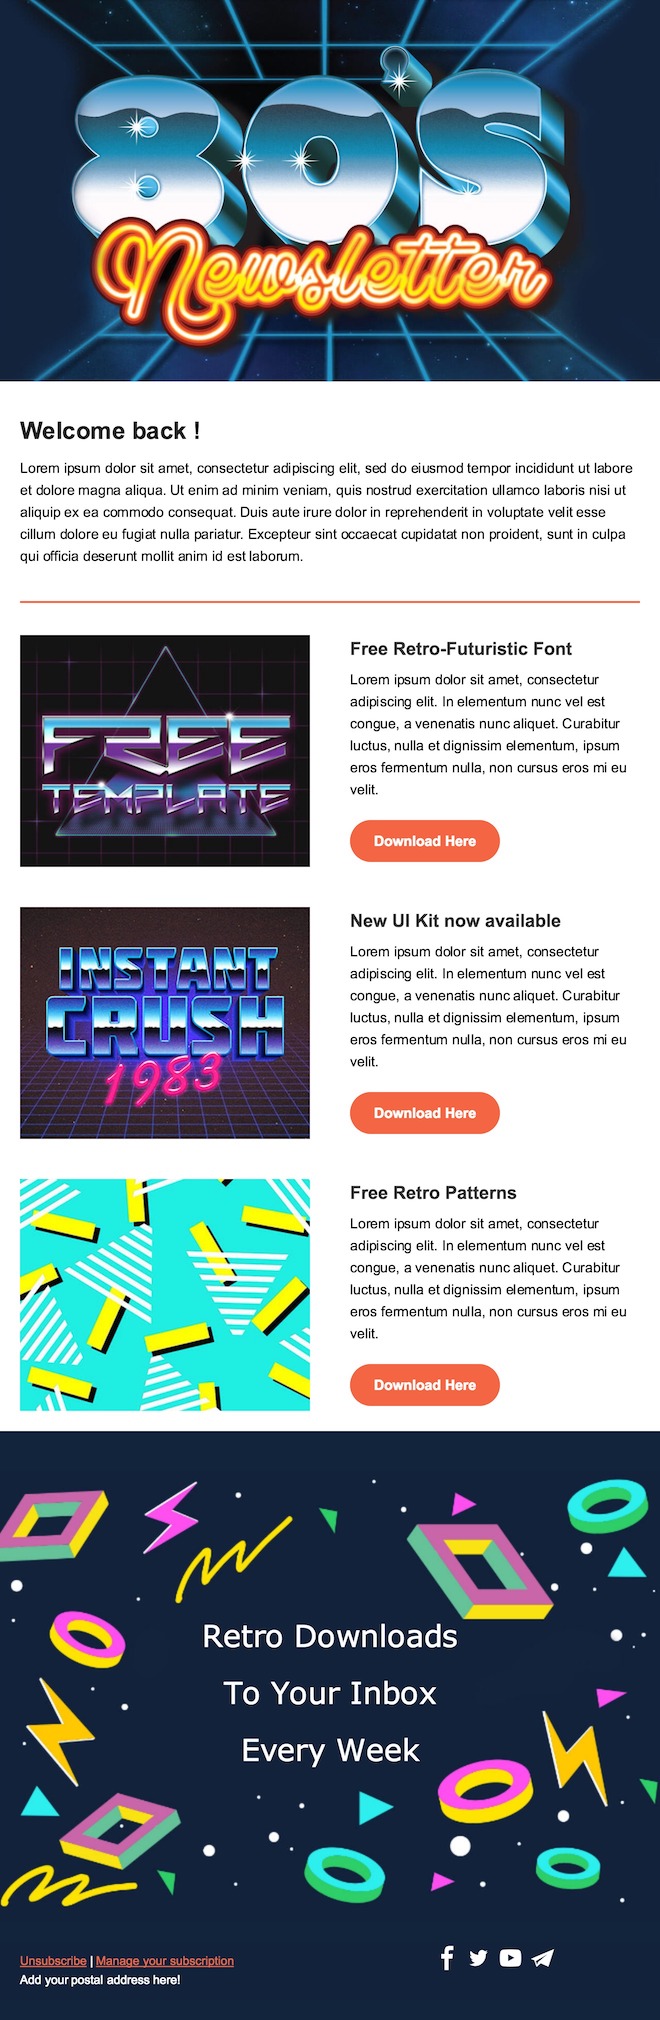 80's
Newsletter
Welcome back !
Lorem ipsum dolor sit amet, consectetur adipiscing elit, sed do eiusmod tempor incididunt ut labore
et dolore magna aliqua. Ut enim ad minim veniam, quis nostrud exercitation ullamco laboris nisi ut
aliquip ex ea commodo consequat. Duis aute irure dolor in reprehenderit in voluptate velit esse
cillum dolore eu fugiat nulla pariatur. Excepteur sint occaecat cupidatat non proident, sunt in culpa
qui officia deserunt mollit anim id est laborum.
FREE
TEMPLATE
Free Retro-Futuristic Font
Lorem ipsum dolor sit amet, consectetur
adipiscing elit. In elementum nunc vel est
congue, a venenatis nunc aliquet. Curabitur
luctus, nulla et dignissim elementum, ipsum
eros fermentum nulla, non cursus eros mi eu
velit.
Download Here
INSTANT
CRUSH
1983
New UI Kit now available
Lorem ipsum dolor sit amet, consectetur
adipiscing elit. In elementum nunc vel est
congue, a venenatis nunc aliquet. Curabitur
luctus, nulla et dignissim elementum, ipsum
eros fermentum nulla, non cursus eros mi eu
velit.
Download Here
Free Retro Patterns
Lorem ipsum dolor sit amet, consectetur
adipiscing elit. In elementum nunc vel est
congue, a venenatis nunc aliquet. Curabitur
luctus, nulla et dignissim elementum, ipsum
eros fermentum nulla, non cursus eros mi eu
velit.
Download Here
Retro Downloads
To Your Inbox
Every Week
Unsubscribe | Manage your subscription
Add your postal address here!